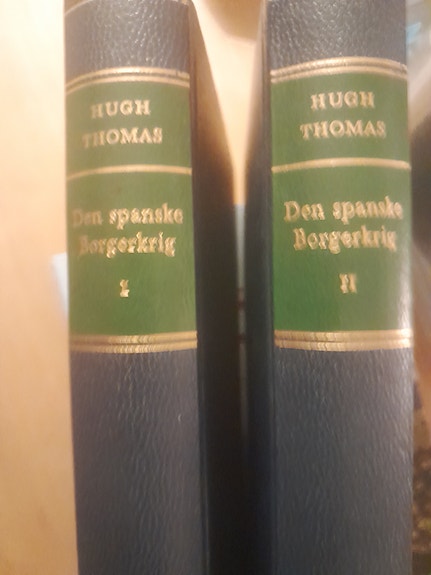 HUGH
THOMAS
Den spanske
Borgerkrig
I
HUGH
THOMAS
Den spanske
Borgerkrig
II